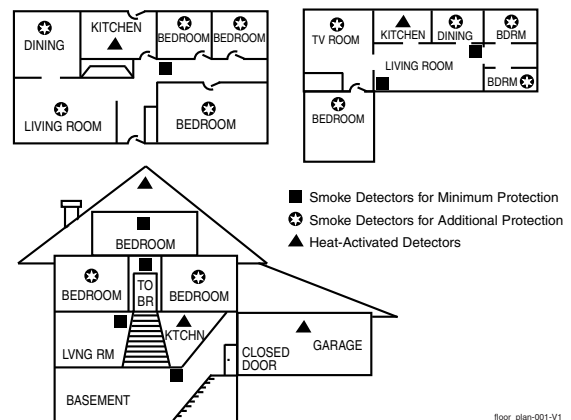 DINING
KITCHEN
BEDROOM
BEDROOM
LIVING ROOM
BEDROOM
TV ROOM
KITCHEN
DINING
BDRM
LIVING ROOM
BDRM
BEDROOM
Smoke Detectors for Minimum Protection
Smoke Detectors for Additional Protection
Heat-Activated Detectors
BEDROOM
BEDROOM
TO
BR
BEDROOM
LVNG RM
KTCHN
CLOSED
DOOR
GARAGE
BASEMENT
floor_plan-001-V1